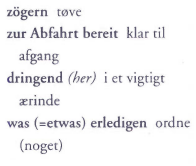 zögern tøve
zur Abfahrt bereit klar til
afgang
dringend (her) i et vigtigt
ærinde
was (=etwas) erledigen ordne
(noget)